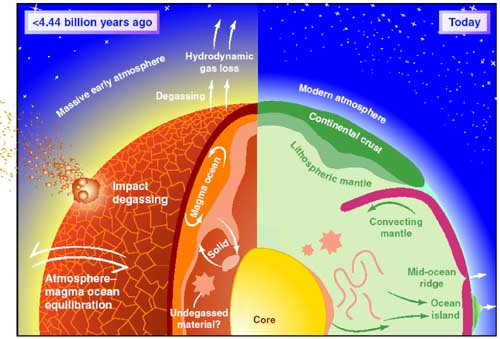 <4.44 billion years ago
Today
Massive early atmosphere
Hydrodynamic
gas loss
Degassing
Modern atmosphere
Continental crust
Lithospheric mantle
Impact
degassing
Magma ocean
Solid
Convecting
mantle
Atmosphere–
magma ocean
equilibration
Undegassed
material?
Core
Mid-ocean
ridge
Ocean
island